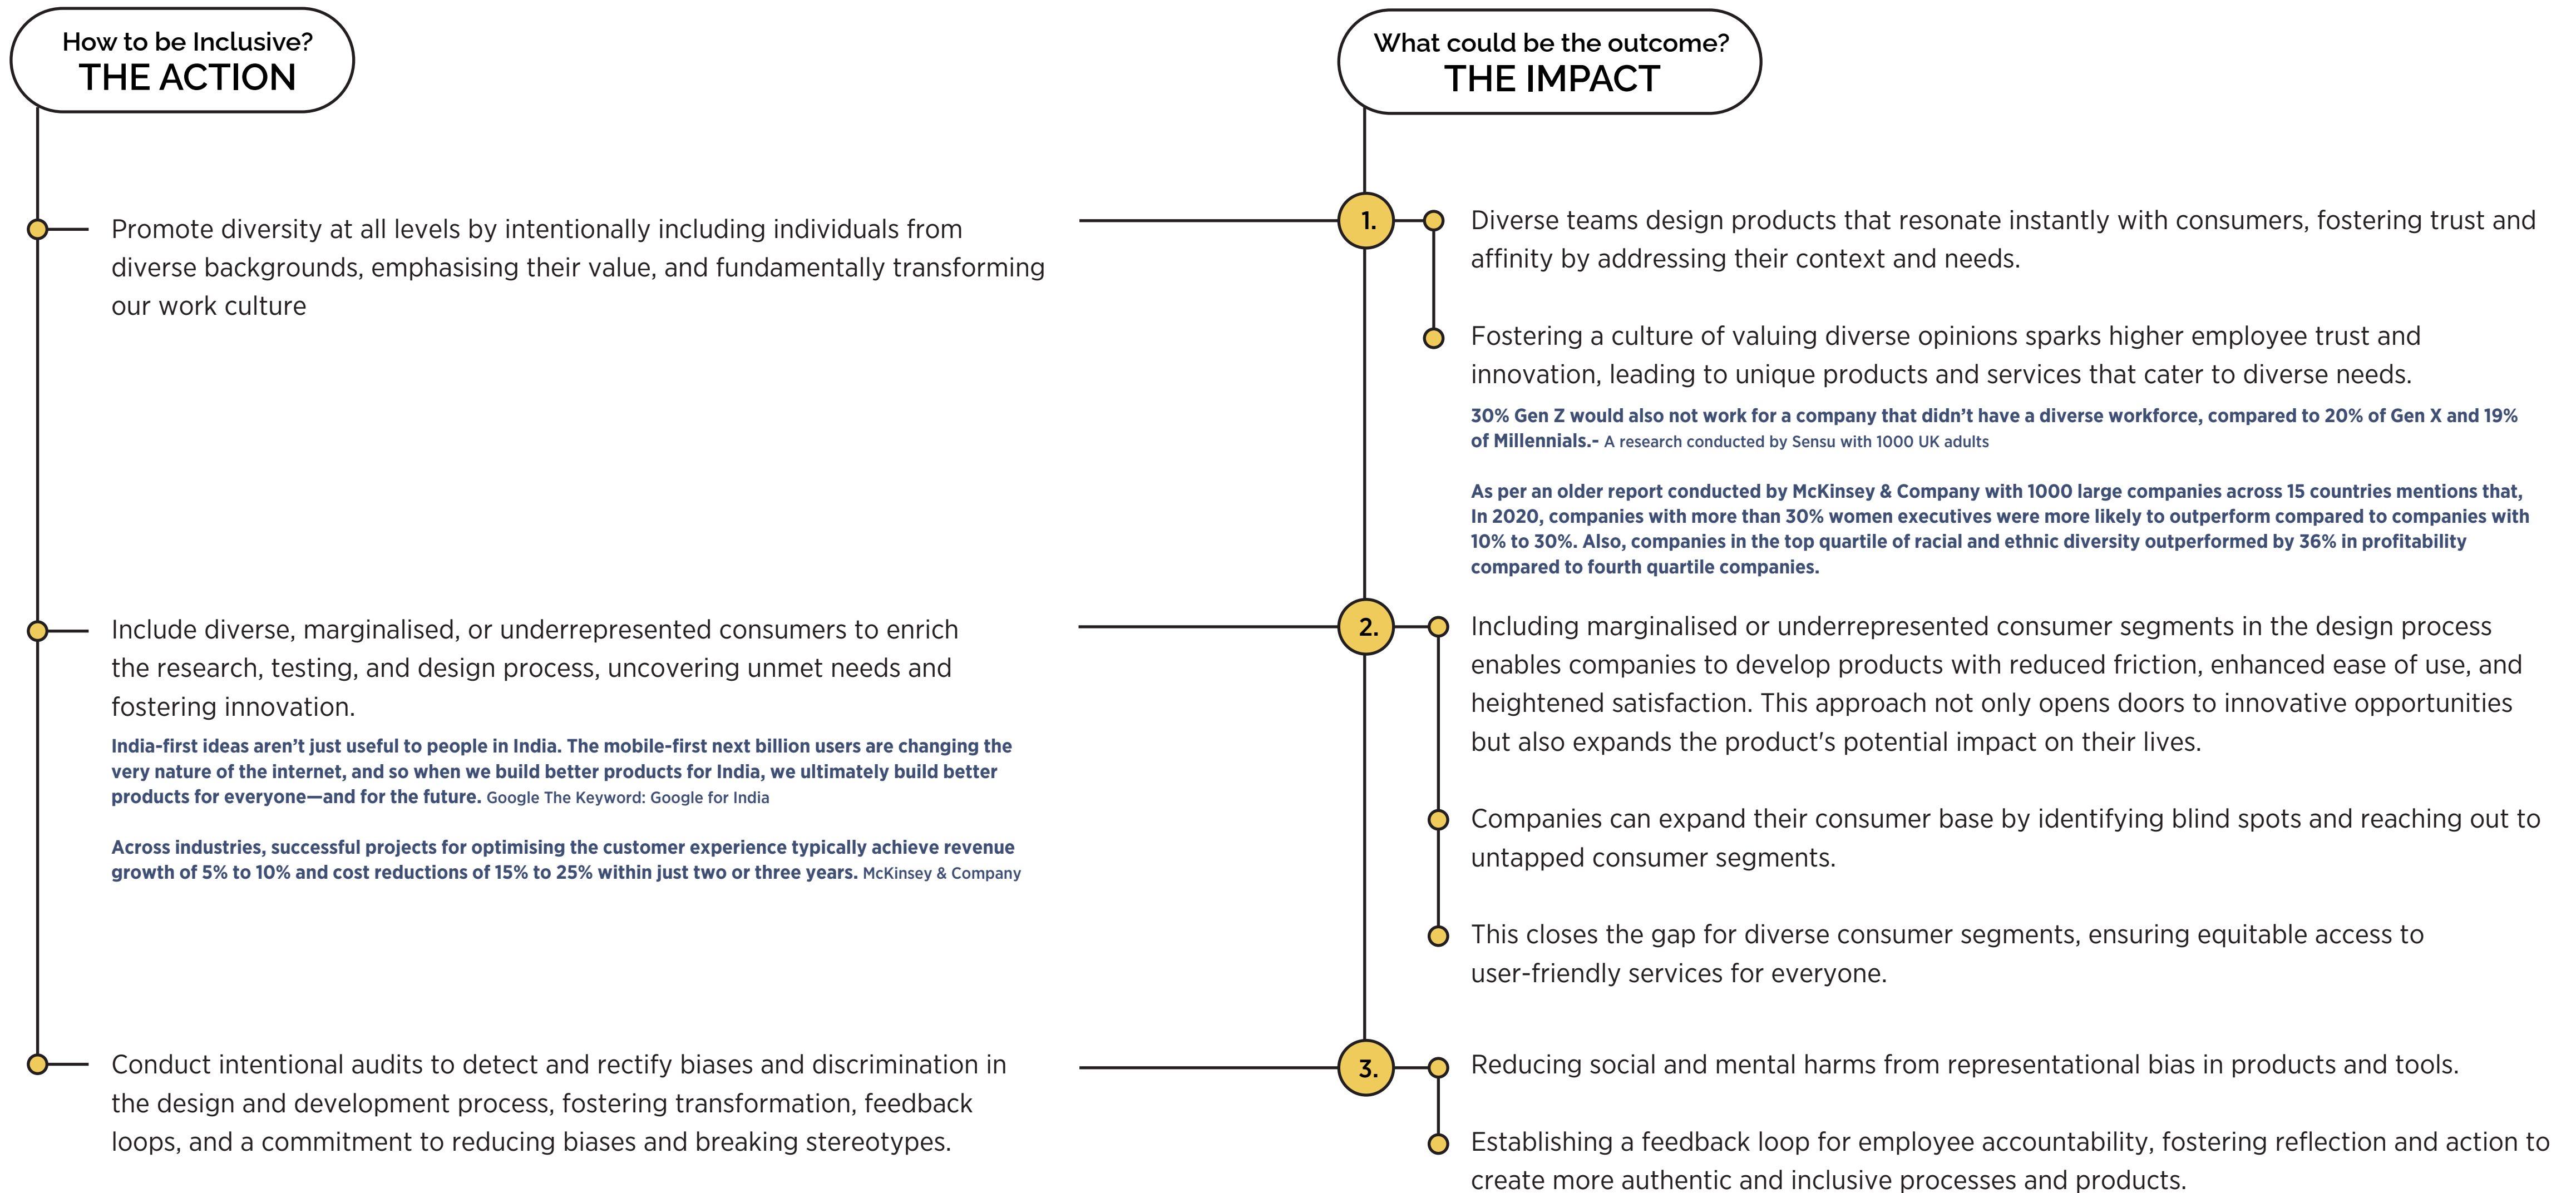 How to be Inclusive?
THE ACTION
Promote diversity at all levels by intentionally including individuals from
diverse backgrounds, emphasising their value, and fundamentally transforming
our work culture
Include diverse, marginalised, or underrepresented consumers to enrich
the research, testing, and design process, uncovering unmet needs and
fostering innovation.
India-first ideas aren’t just useful to people in India. The mobile-first next billion users are changing the
very nature of the internet, and so when we build better products for India, we ultimately build better
products for everyone—and for the future. Google The Keyword: Google for India
Across industries, successful projects for optimising the customer experience typically achieve revenue
growth of 5% to 10% and cost reductions of 15% to 25% within just two or three years. McKinsey & Company
Conduct intentional audits to detect and rectify biases and discrimination in
the design and development process, fostering transformation, feedback
loops, and a commitment to reducing biases and breaking stereotypes.
What could be the outcome?
THE IMPACT
1.
Diverse teams design products that resonate instantly with consumers, fostering trust and
affinity by addressing their context and needs.
Fostering a culture of valuing diverse opinions sparks higher employee trust and
innovation, leading to unique products and services that cater to diverse needs.
30% Gen Z would also not work for a company that didn’t have a diverse workforce, compared to 20% of Gen X and 19%
of Millennials.- A research conducted by Sensu with 1000 UK adults
As per an older report conducted by McKinsey & Company with 1000 large companies across 15 countries mentions that,
In 2020, companies with more than 30% women executives were more likely to outperform compared to companies with
10% to 30%. Also, companies in the top quartile of racial and ethnic diversity outperformed by 36% in profitability
compared to fourth quartile companies.
2.
Including marginalised or underrepresented consumer segments in the design process
enables companies to develop products with reduced friction, enhanced ease of use, and
heightened satisfaction. This approach not only opens doors to innovative opportunities
but also expands the product's potential impact on their lives.
Companies can expand their consumer base by identifying blind spots and reaching out to
untapped consumer segments.
This closes the gap for diverse consumer segments, ensuring equitable access to
user-friendly services for everyone.
3.
Reducing social and mental harms from representational bias in products and tools.
Establishing a feedback loop for employee accountability, fostering reflection and action to
create more authentic and inclusive processes and products.